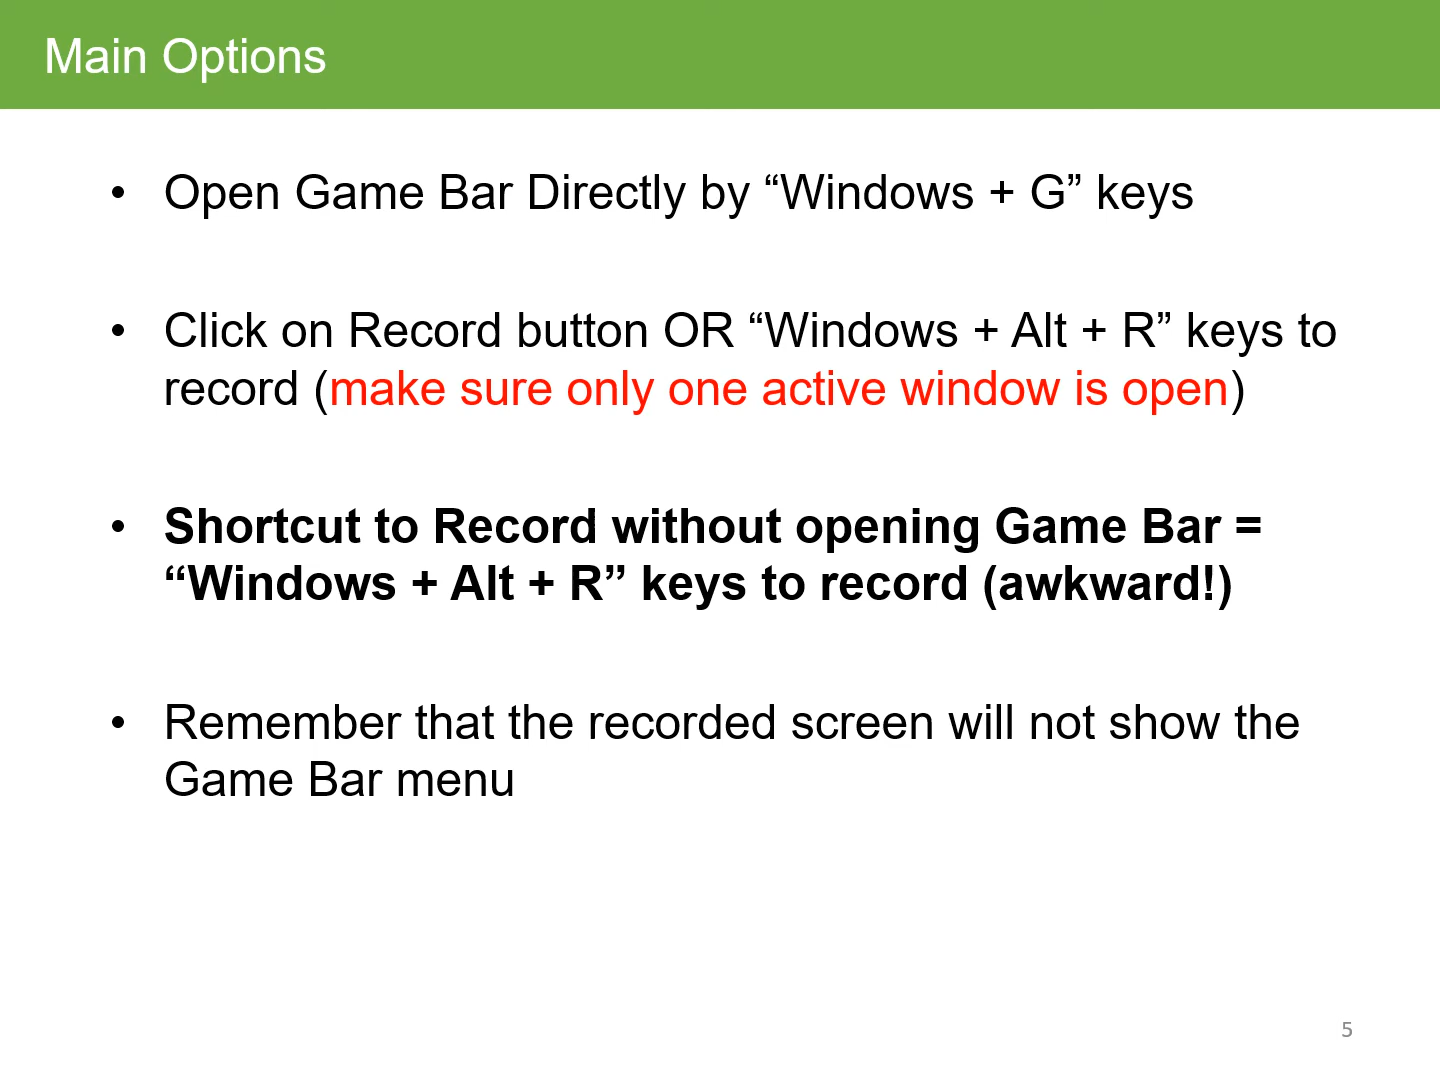 Main Options
• Open Game Bar Directly by “Windows + G” keys
• Click on Record button OR “Windows + Alt + R” keys to
record (make sure only one active window is open)
• Shortcut to Record without opening Game Bar =
“Windows + Alt + R” keys to record (awkward!)
• Remember that the recorded screen will not show the
Game Bar menu
5